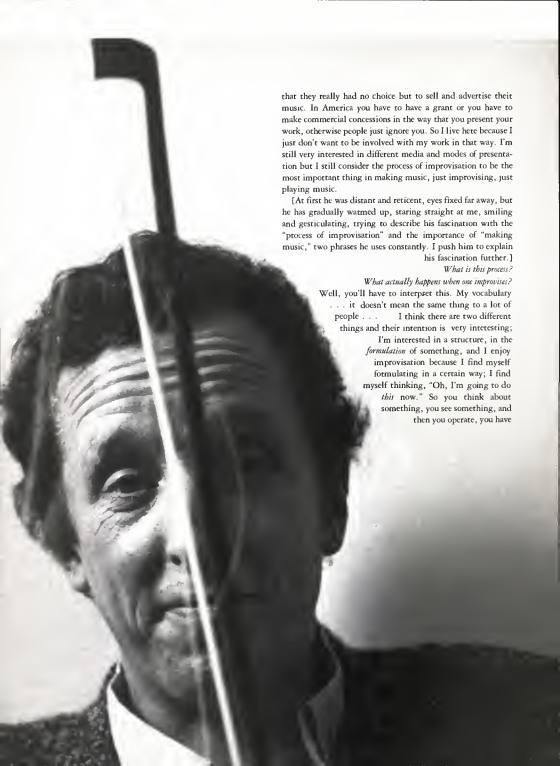 that they really had no choice but to sell and advertise their
music. In America you have to have a grant or you have to
make commercial concessions in the way that you present your
work, otherwise people just ignore you. So I live here because I
just don't want to be involved with my work in that way. I'm
still very interested in different media and modes of presenta-
tion but I still consider the process of improvisation to be the
most important thing in making music, just improvising, just
playing music.
[At first he was distant and reticent, eyes fixed far away, but
he has gradually warmed up, staring straight at me, smiling
and gesticulating, trying to describe his fascination with the
"process of improvisation" and the importance of "making
music," two phrases he uses constantly. I push him to explain
his fascination further.]
What is this process?
What actually happens when one improvises?
Well, you'll have to interpret this. My vocabulary
. . . it doesn't mean the same thing to a lot of
people . . . I think there are two different
things and their intention is very interesting;
I'm interested in a structure, in the
formulation of something, and I enjoy
improvisation because I find myself
formulating in a certain way; I find
myself thinking, "Oh, I'm going to do
this now." So you think about
something, you see something, and
then you operate, you have